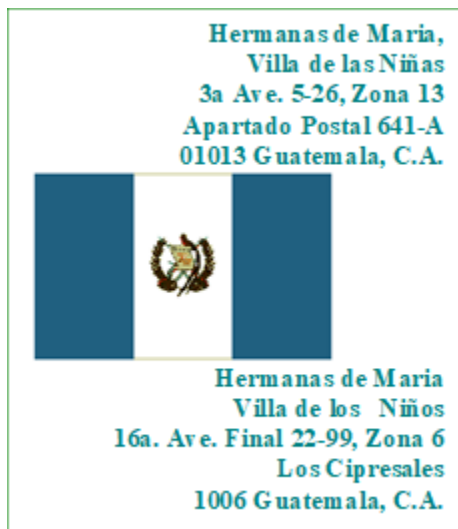 Hermanas de Maria,
Villa de las Niñas
3a Ave. 5-26, Zona 13
Apartado Postal 641-A
01013 Guatemala, C.A.
Hermanas de Maria
Villa de los Niños
16a. Ave. Final 22-99, Zona 6
Los Cipresales
1006 Guatemala, C.A.